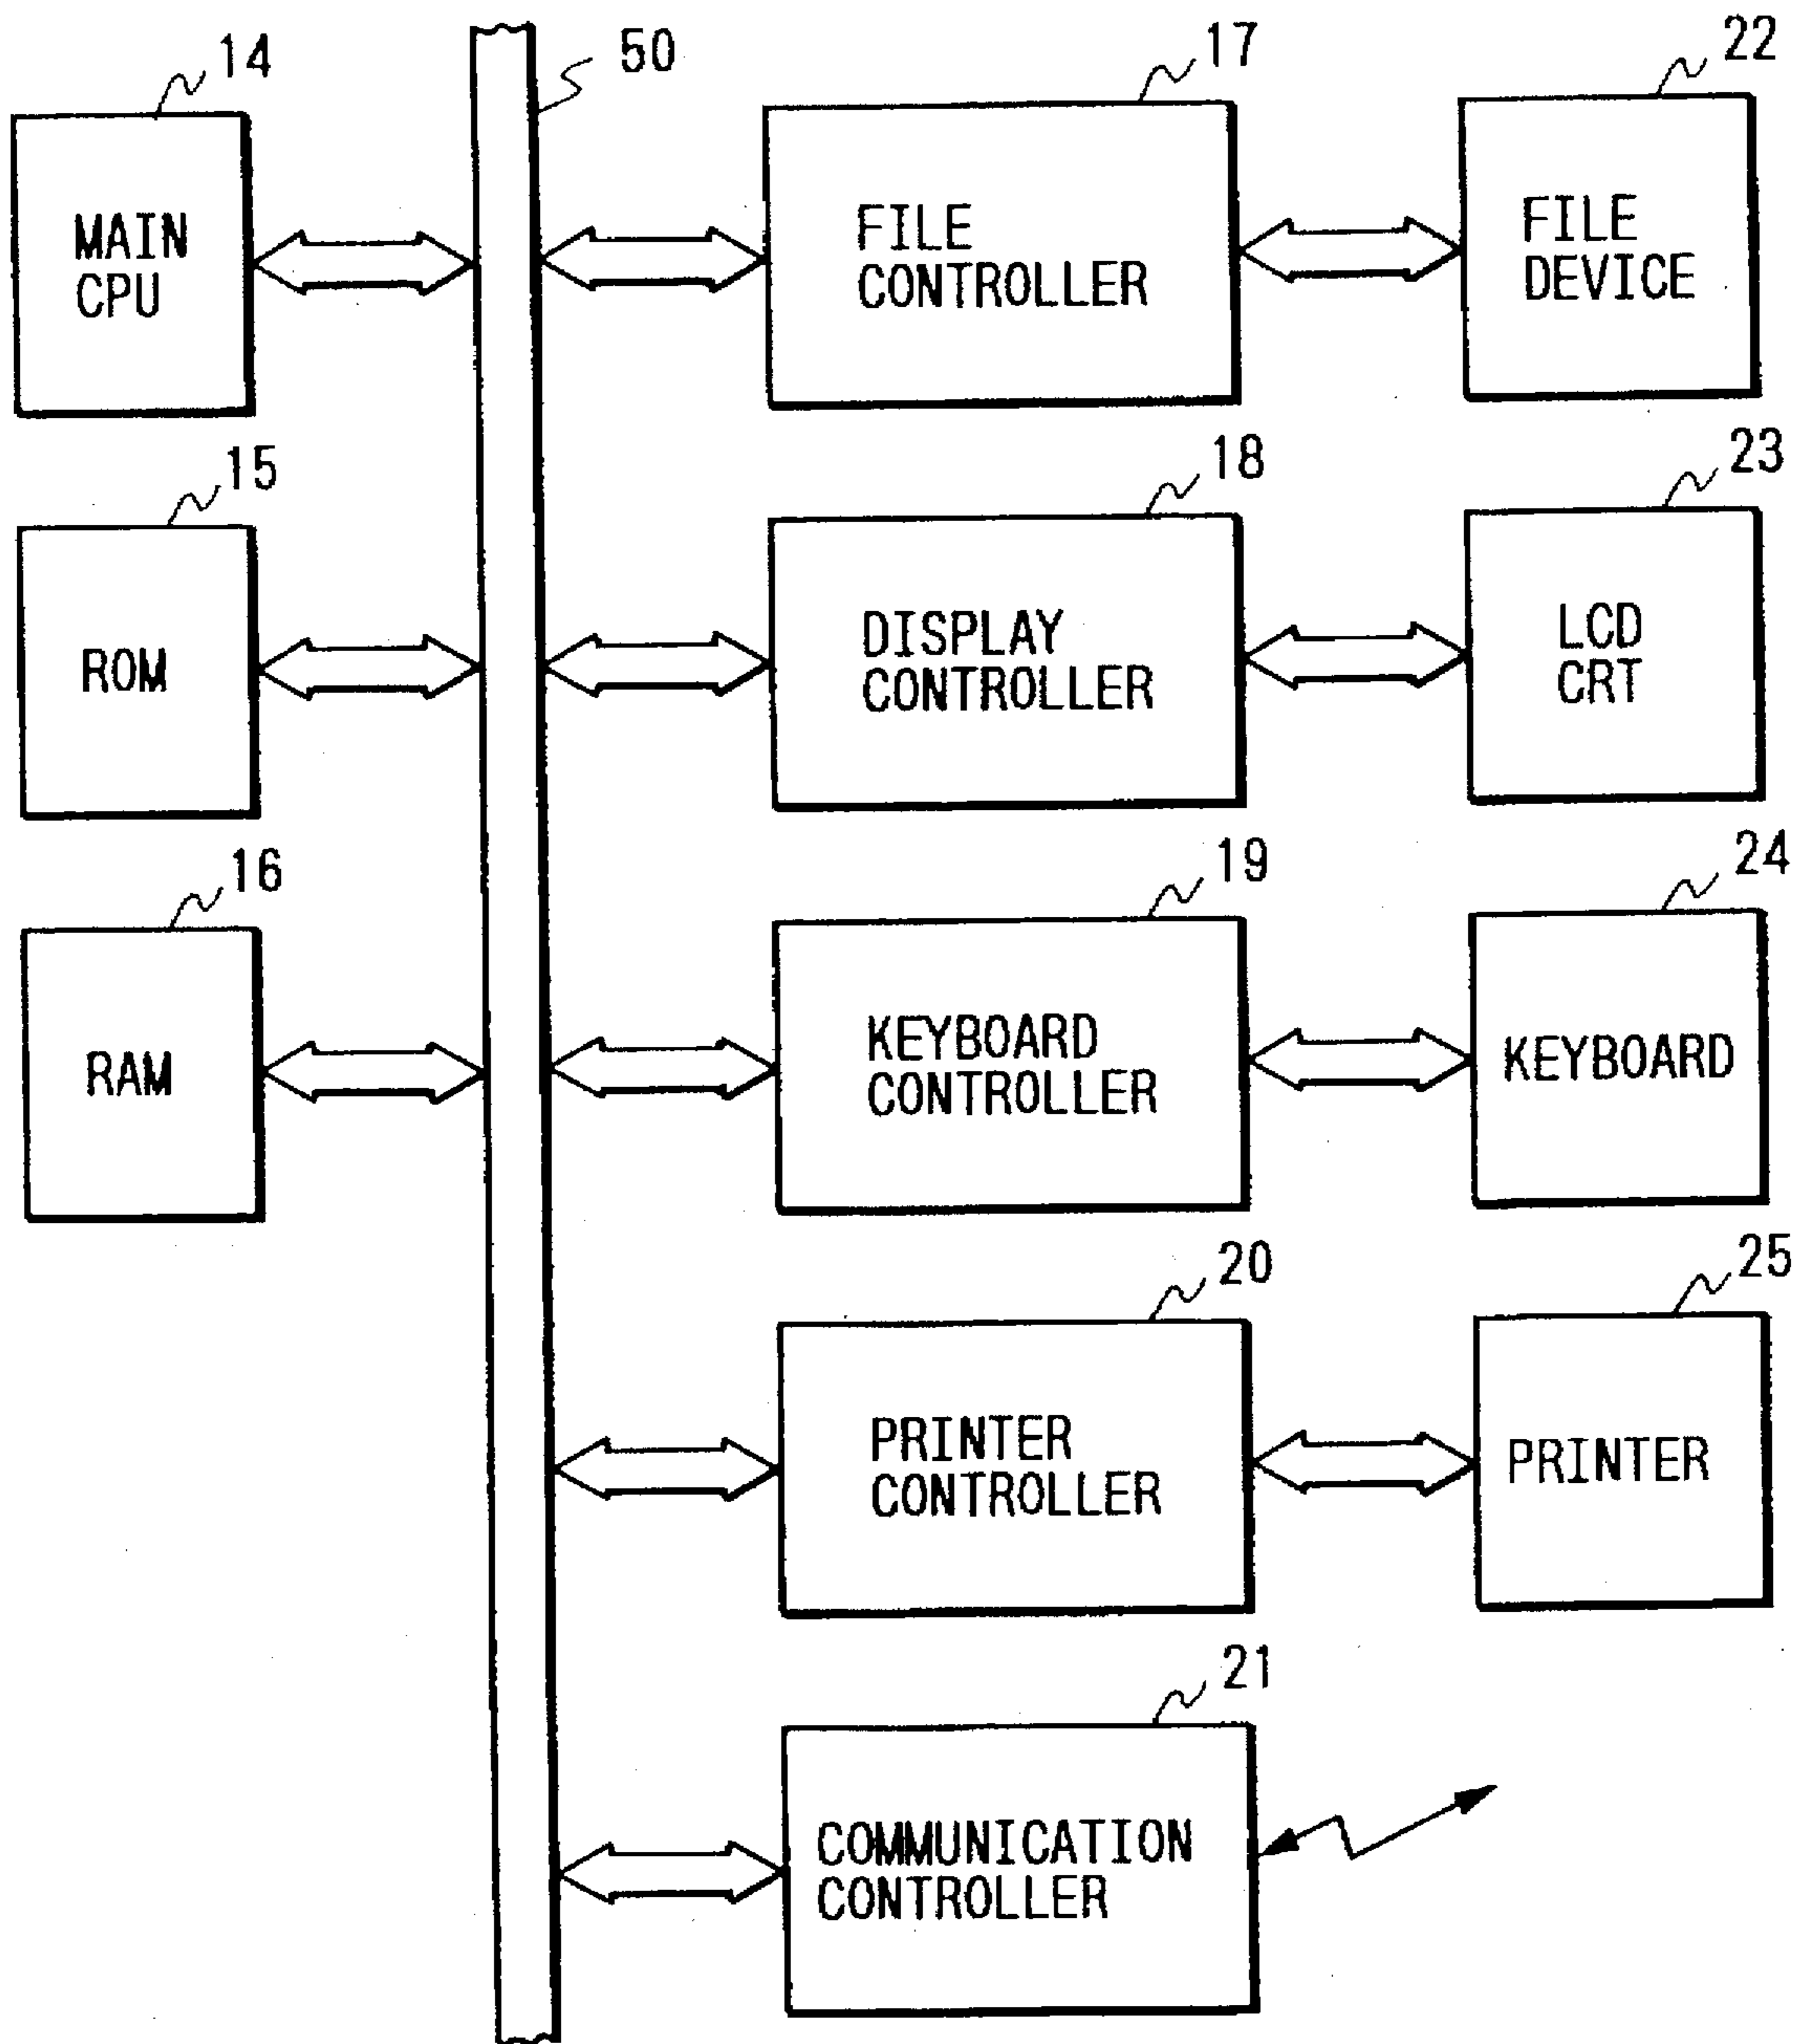 14
50
17
22
MAIN
CPU
FILE
CONTROLLER
FILE
DEVICE
15
18
23
ROM
DISPLAY
CONTROLLER
LCD
CRT
16
19
24
RAM
KEYBOARD
CONTROLLER
KEYBOARD
20
25
PRINTER
CONTROLLER
PRINTER
21
COMMUNICATION
CONTROLLER